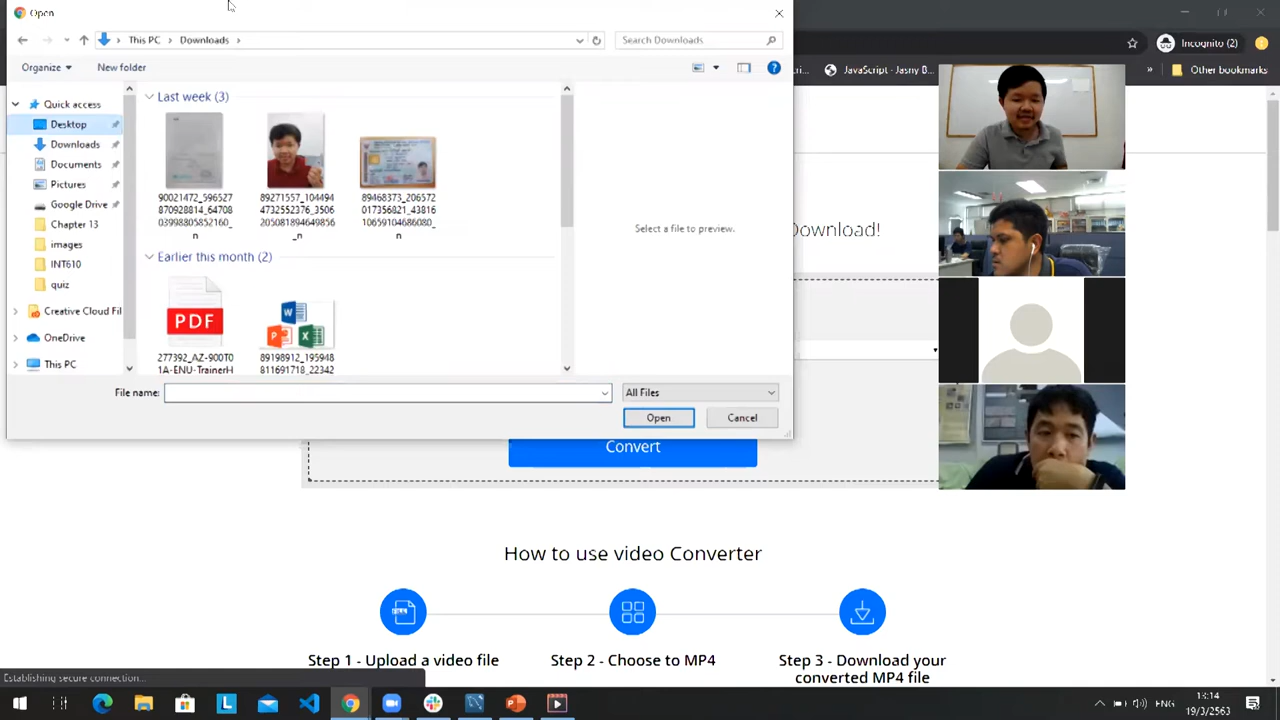 Open
This PC
Downloads
Search Downloads
Incognito (2)
Organize
New folder
JavaScript - Jasny B...
Other bookmarks
Quick access
Desktop
Downloads
Documents
Pictures
Google Drive
Chapter 13
images
INT610
quiz
Creative Cloud Fil
OneDrive
This PC
Last week (3)
90021472_596527
870928814_64708
03998805852160_
n
89271557_104494
4732552376_3506
205081894649856
_n
89468373_206572
017356821_43816
10659104686080_
n
Earlier this month (2)
PDF
277392_AZ-900T0
1A-ENU-TrainerH
89198912_195948
811691718_22342
Select a file to preview.
Download!
File name:
All Files
Open
Cancel
Convert
How to use video Converter
Step 1 - Upload a video file
Step 2 - Choose to MP4
Step 3 - Download your
converted MP4 file
Establishing secure connection...
ENG
13:14
19/3/2563